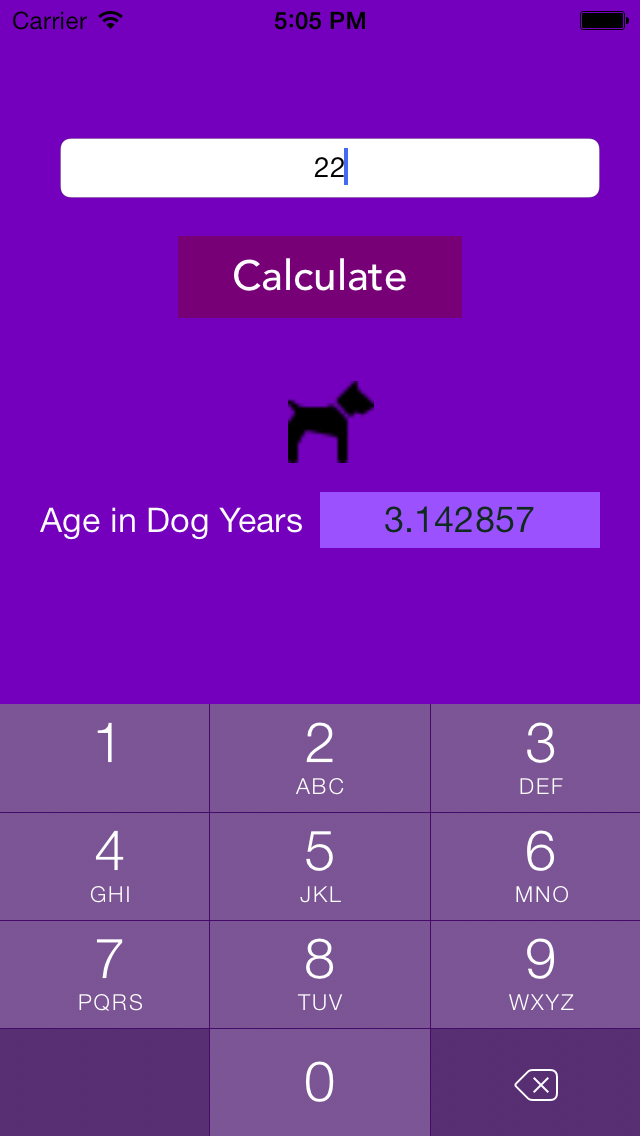 Carrier 5:05 PM
22
Calculate
Age in Dog Years 3.142857
1 2 3
ABC DEF
4 5 6
GHI JKL MNO
7 8 9
PQRS TUV WXYZ
0